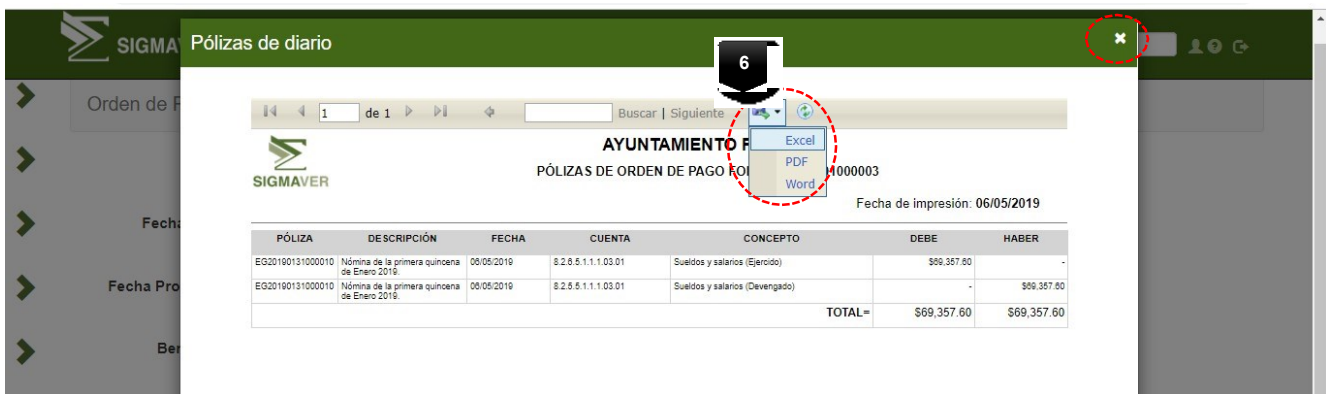 SIGMA
Pólizas de diario
6
Orden de P
1 de 1 Buscar | Siguiente
SIGMAVER
AYUNTAMIENTO
Excel
PÓLIZAS DE ORDEN DE PAGO 1000003
PDF
Word
Fecha de impresión: 06/05/2019
Fecha
PÓLIZA DESCRIPCIÓN FECHA CUENTA CONCEPTO DEBE HABER
EG20190131000010 Nómina de la primera quincena 06/05/2019 8.2.6.5.1.1.1.03.01 Sueldos y salarios (Ejercido) $69,357.60 -
de Enero 2019.
EG20190131000010 Nómina de la primera quincena 06/05/2019 8.2.5.5.1.1.1.03.01 Sueldos y salarios (Devengado) - $69,357.60
de Enero 2019.
Fecha Pro
TOTAL= $69,357.60 $69,357.60
Ber